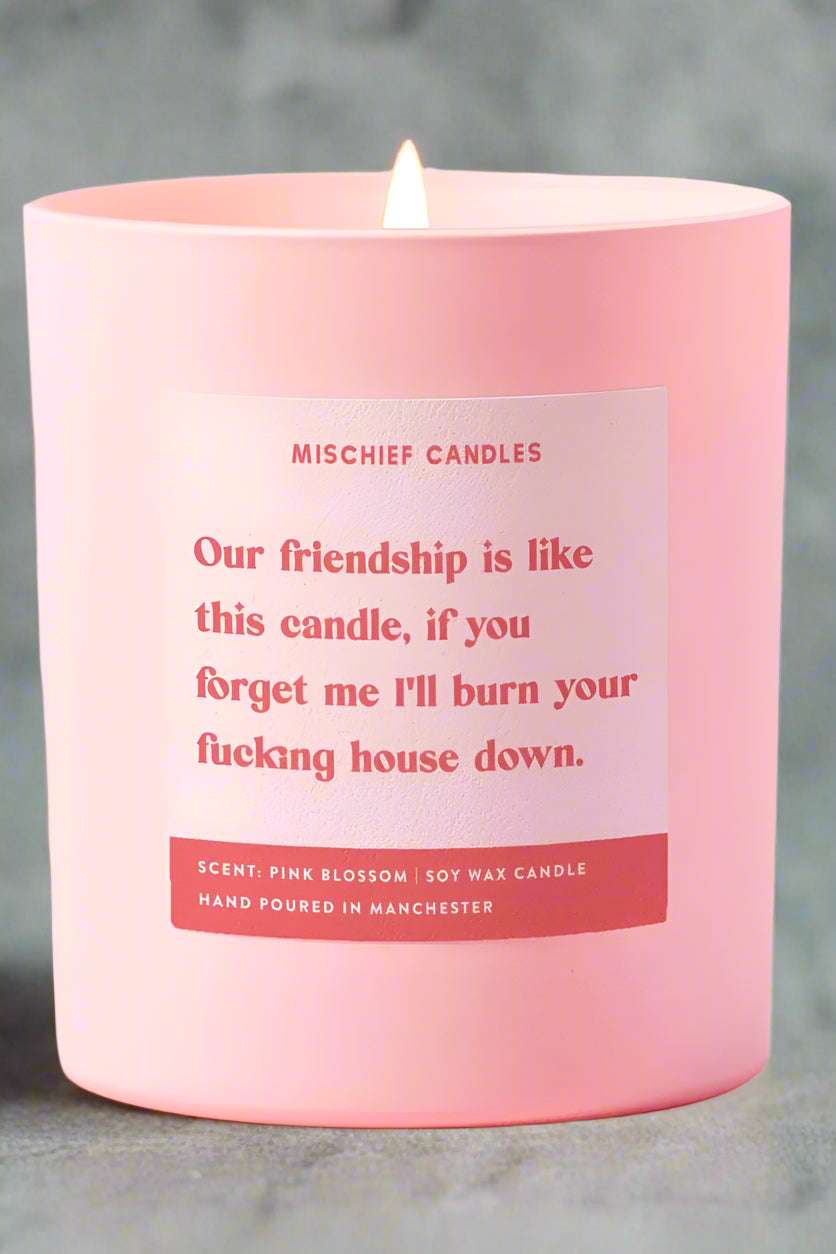 MISCHIEF CANDLES
Our friendship is like
this candle, if you
forget me I'll burn your
fucking house down.
SCENT: PINK BLOSSOM | SOY WAX CANDLE
HAND POURED IN MANCHESTER